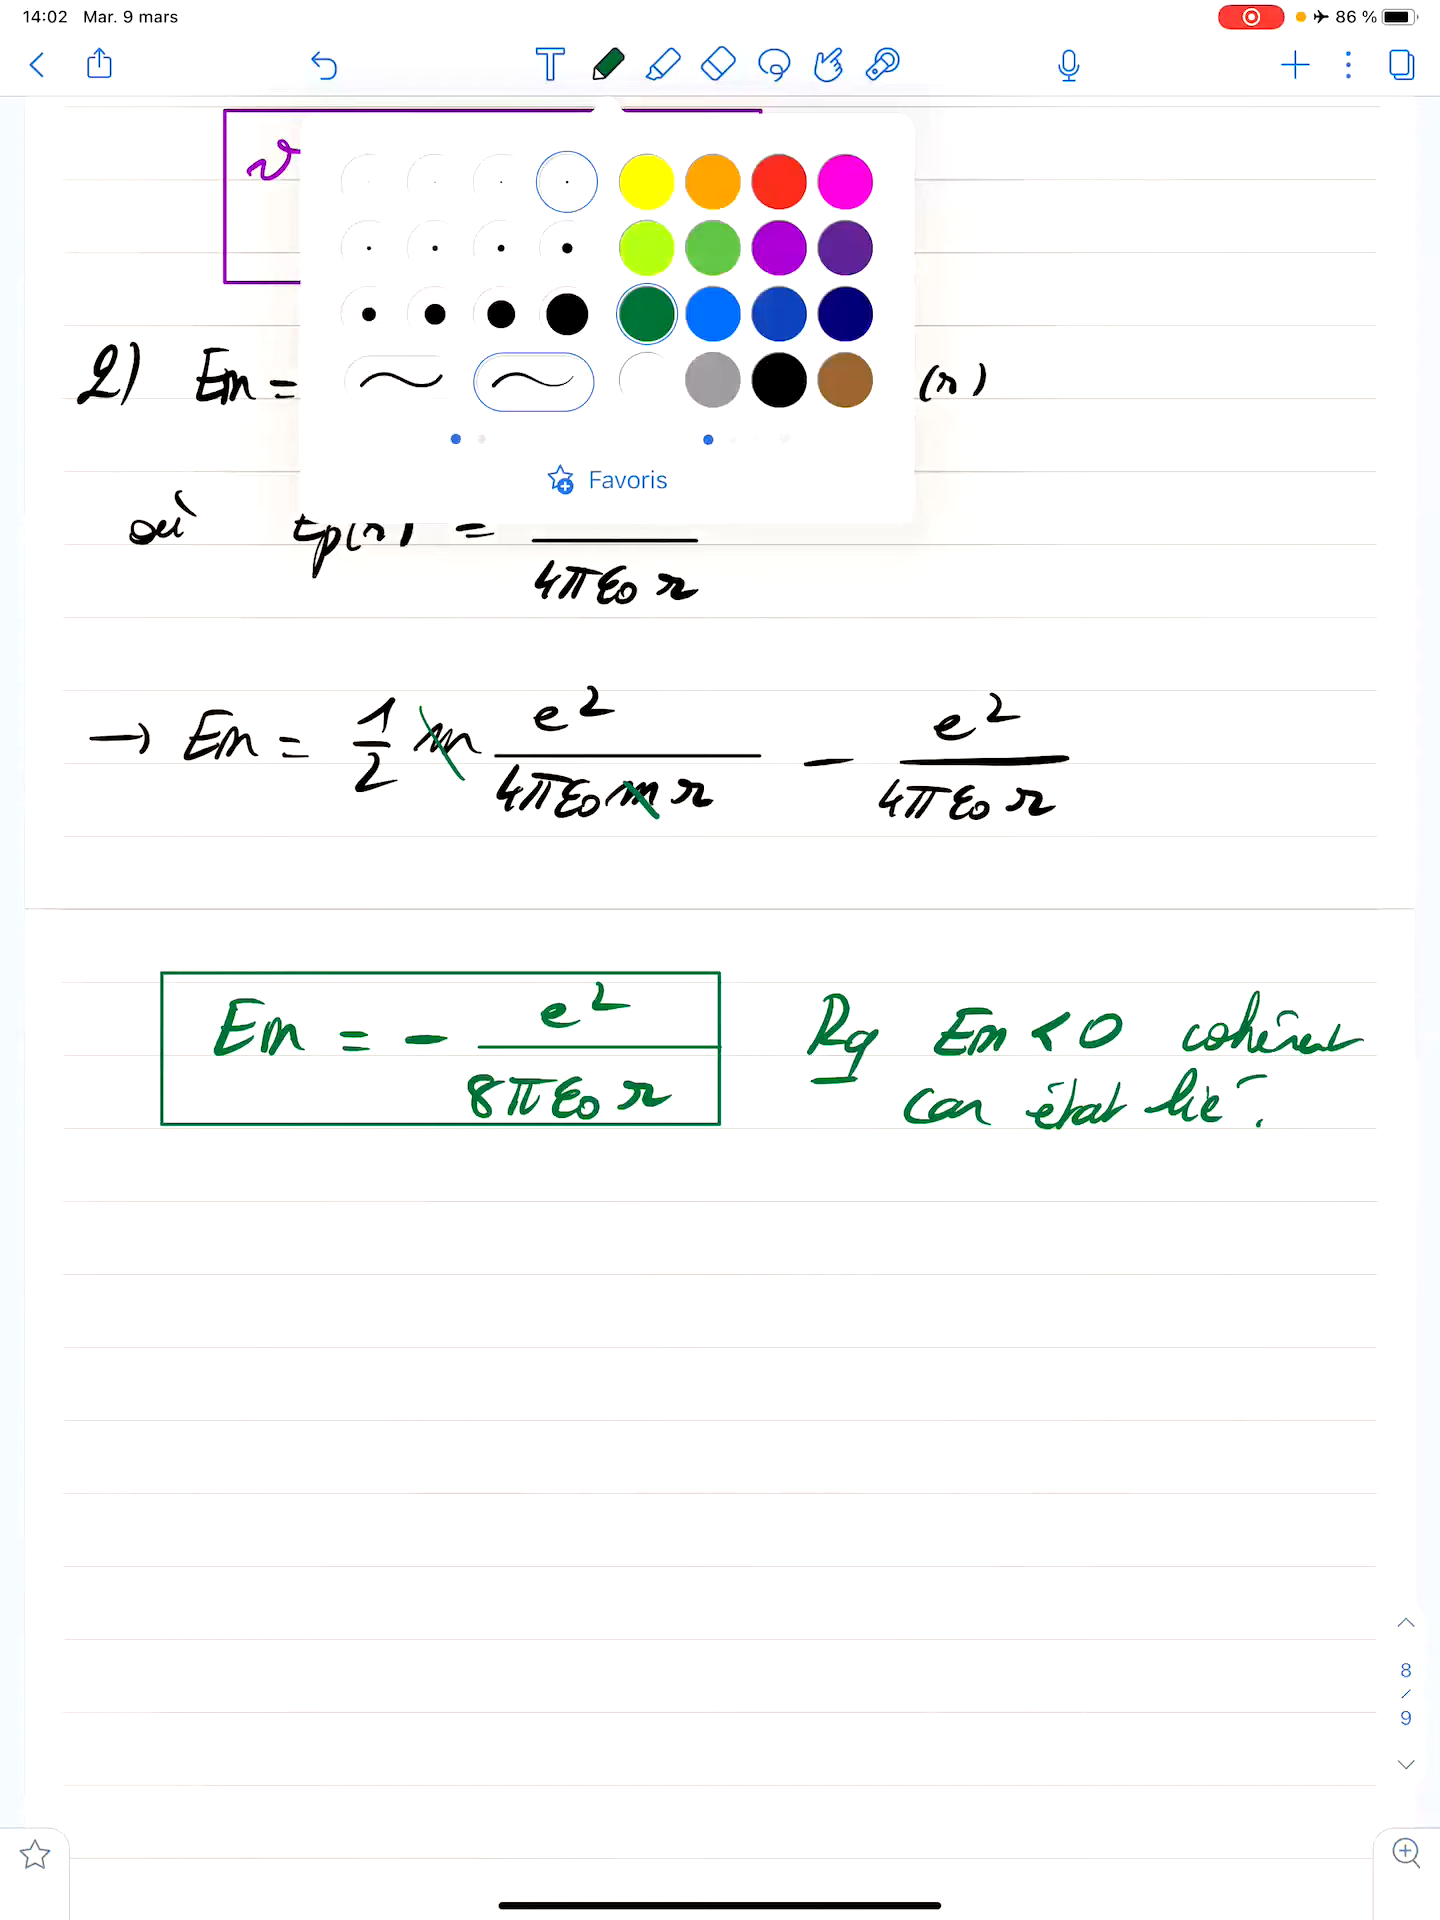 14:02 Mar. 9 mars 86 %
v
2) Em = (r)
Favoris
où Ep(r) =
4πε₀ r
→ Em = 1/2 m e²/(4πε₀ m r) − e²/(4πε₀ r)
Em = − e²/(8πε₀ r)
Rq Em < 0 cohérent
car état lié.
8
/
9